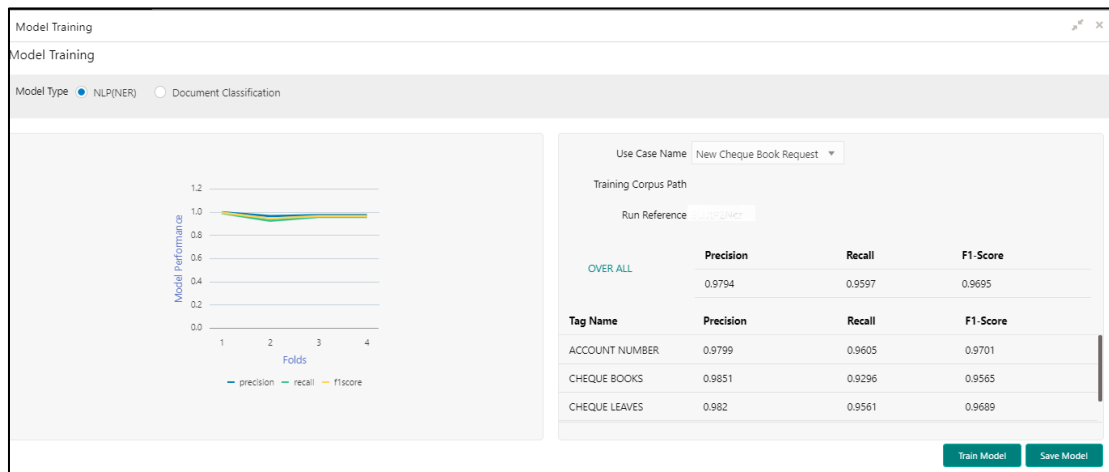 Model Training
Model Training
Model Type NLP(NER) Document Classification
1.2
1.0
0.8
0.6
0.4
0.2
0.0
Model Performance
1 2 3 4
Folds
precision recall f1score
Use Case Name New Cheque Book Request
Training Corpus Path
Run Reference
Precision Recall F1-Score
OVER ALL
0.9794 0.9597 0.9695
Tag Name Precision Recall F1-Score
ACCOUNT NUMBER 0.9799 0.9605 0.9701
CHEQUE BOOKS 0.9851 0.9296 0.9565
CHEQUE LEAVES 0.982 0.9561 0.9689
Train Model Save Model